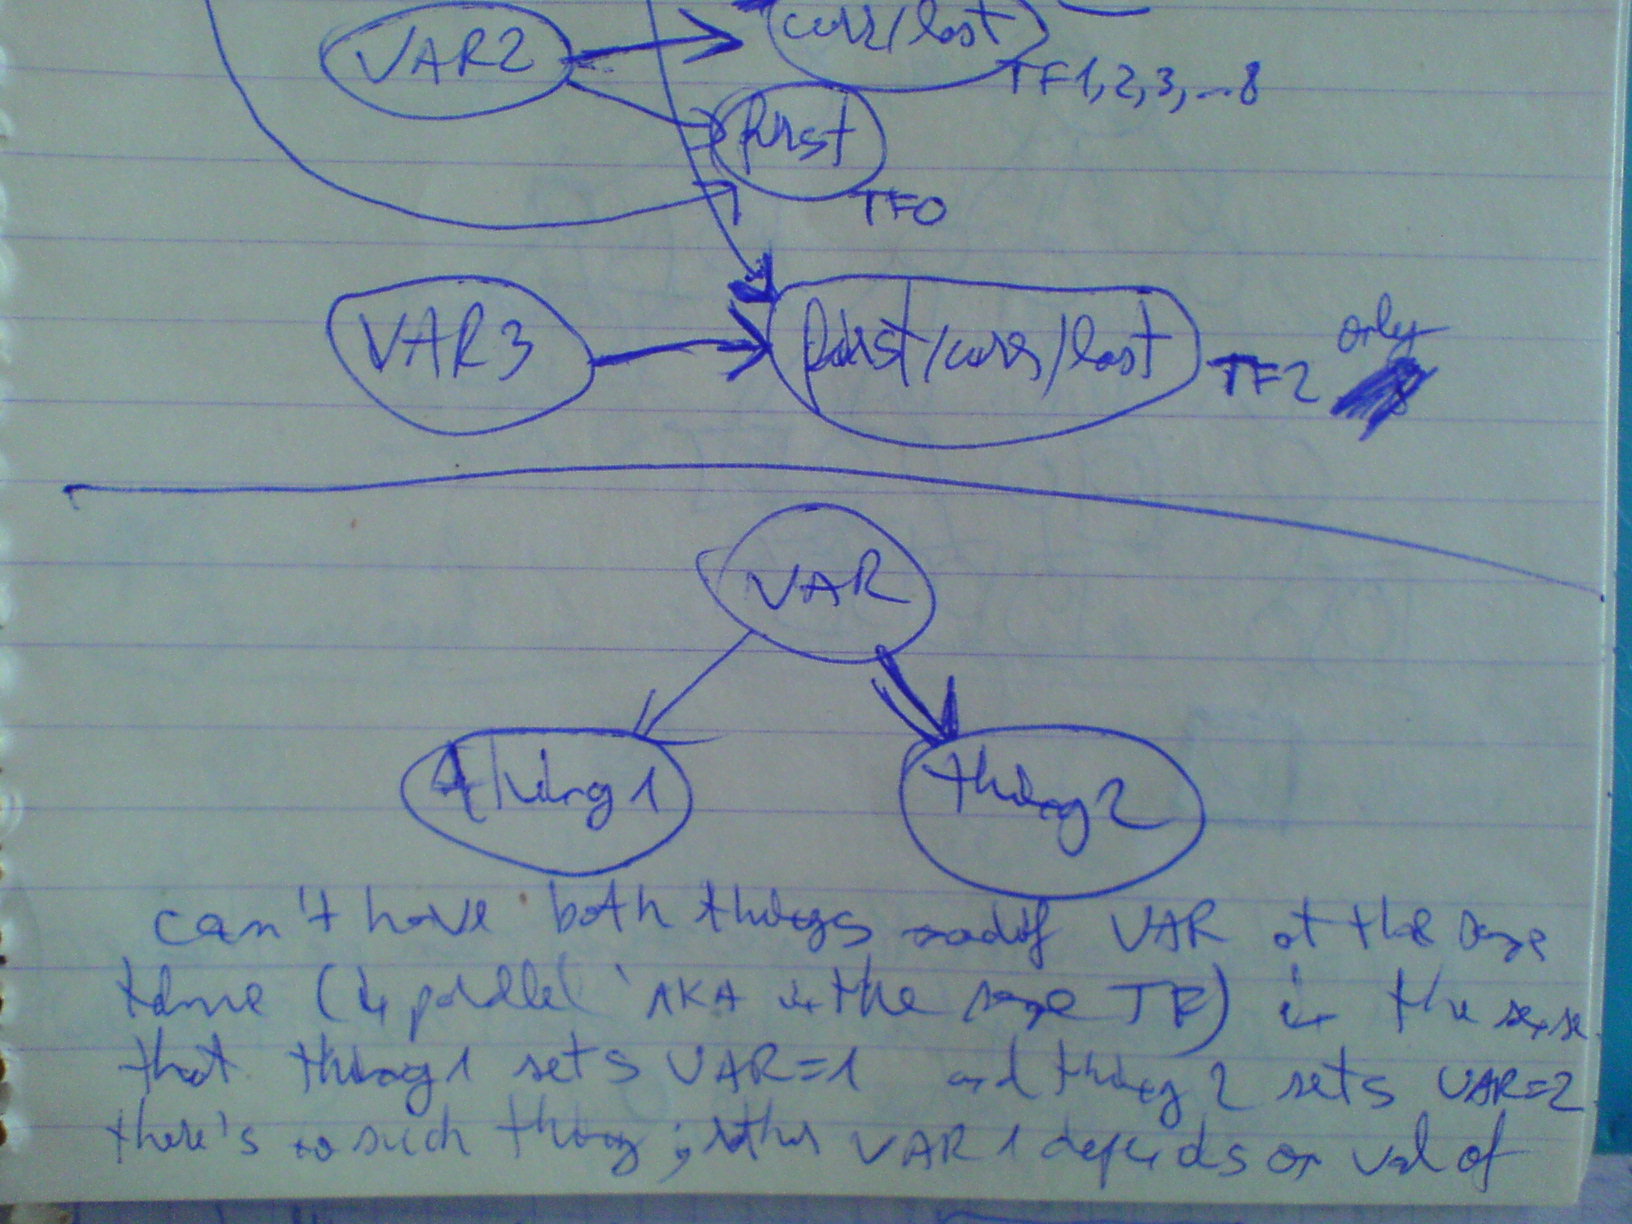 VAR2 curr/last
TF1,2,3,...8
first
TF0
VAR3 first/curr/last TF2 only
VAR
thing1 thing2
can't have both things modif VAR at the same
time (in parallel AKA in the same TF) in the sense
that thing1 sets VAR=1 and thing2 sets VAR=2
there's no such thing; rather VAR1 depends on val of